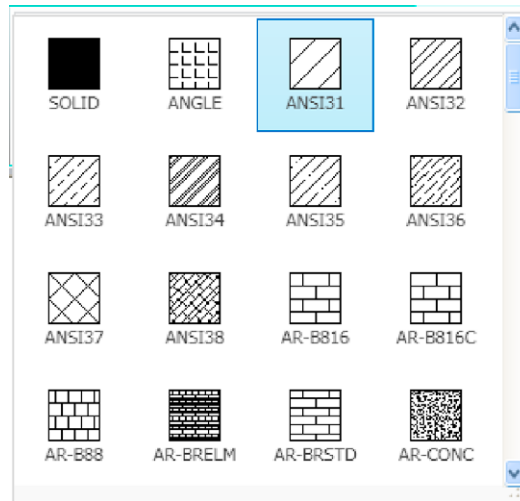 SOLID ANGLE ANSI31 ANSI32
ANSI33 ANSI34 ANSI35 ANSI36
ANSI37 ANSI38 AR-B816 AR-B816C
AR-B88 AR-BRELM AR-BRSTD AR-CONC